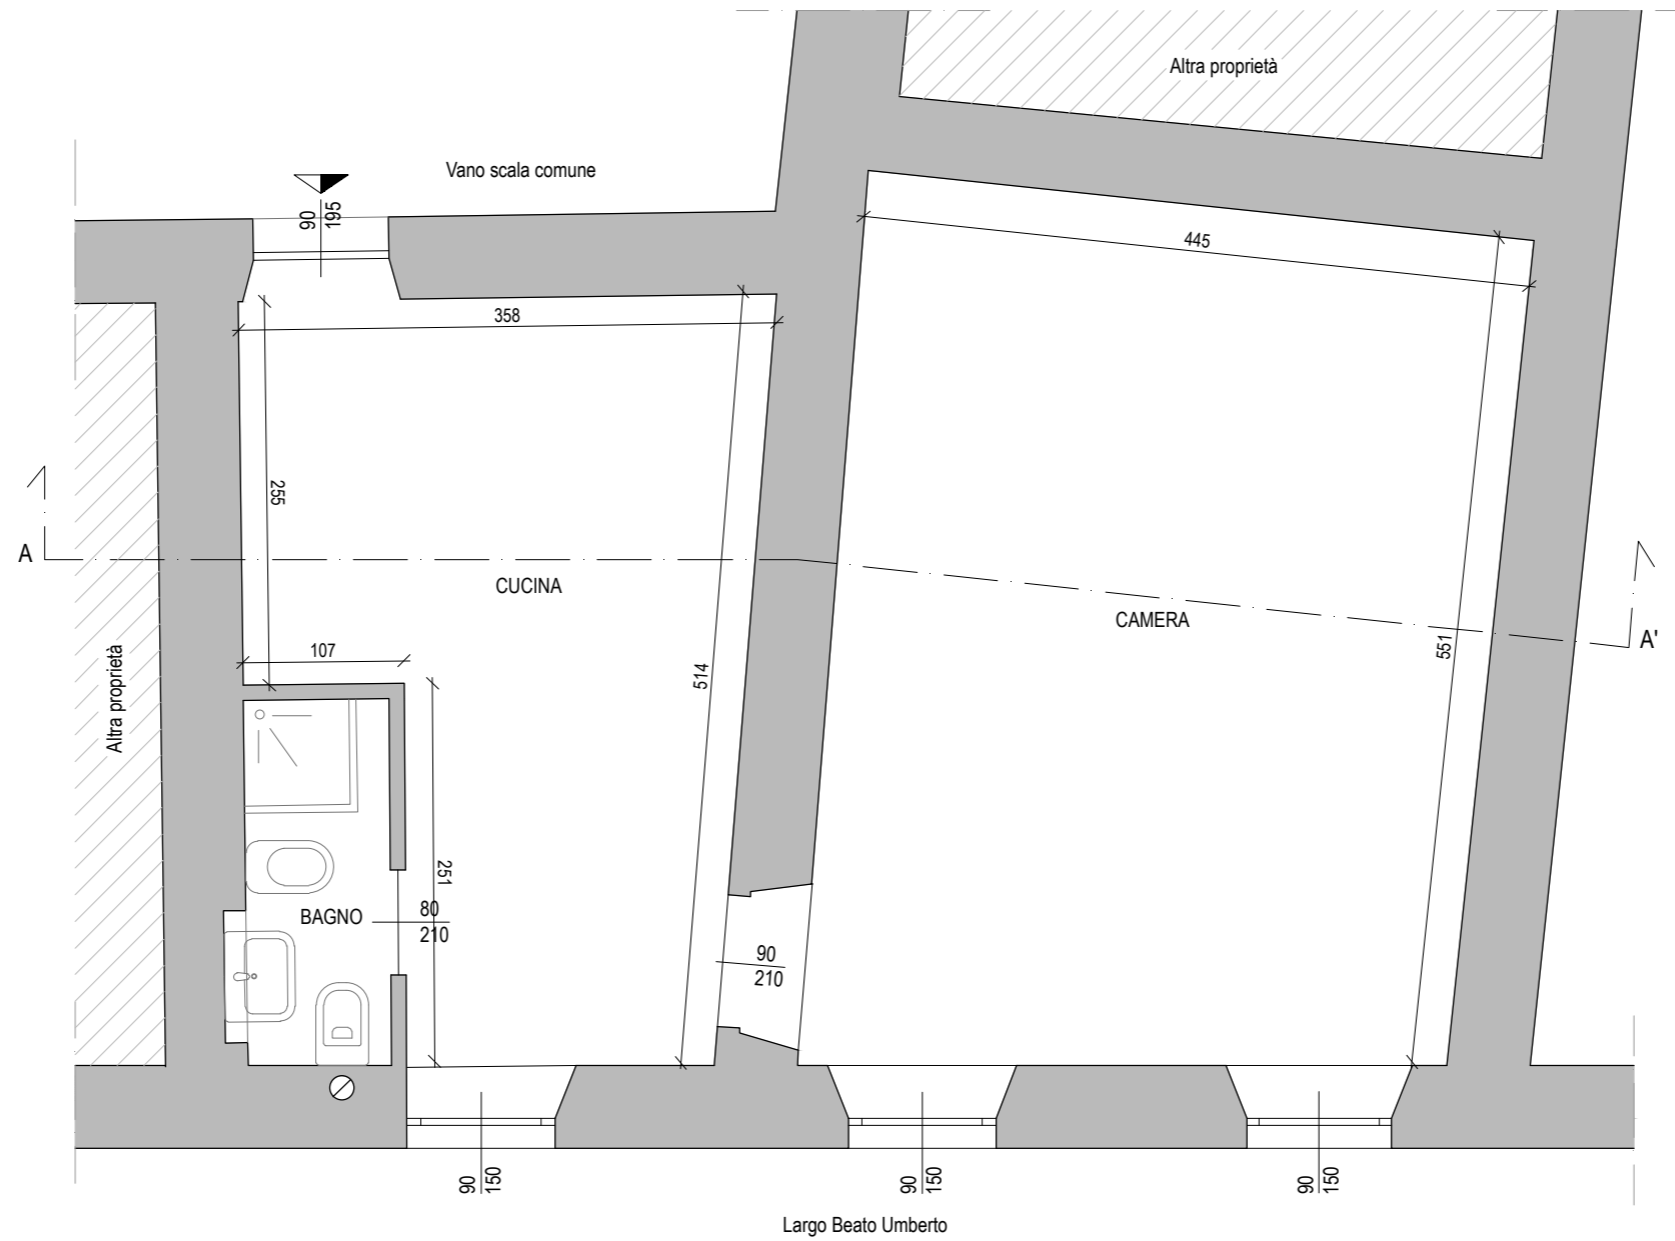 Altra proprietà
Vano scala comune
90
195
445
358
255
A
CUCINA
CAMERA
A'
551
107
514
Altra proprietà
251
BAGNO
80
210
90
210
90
150
90
150
90
150
Largo Beato Umberto